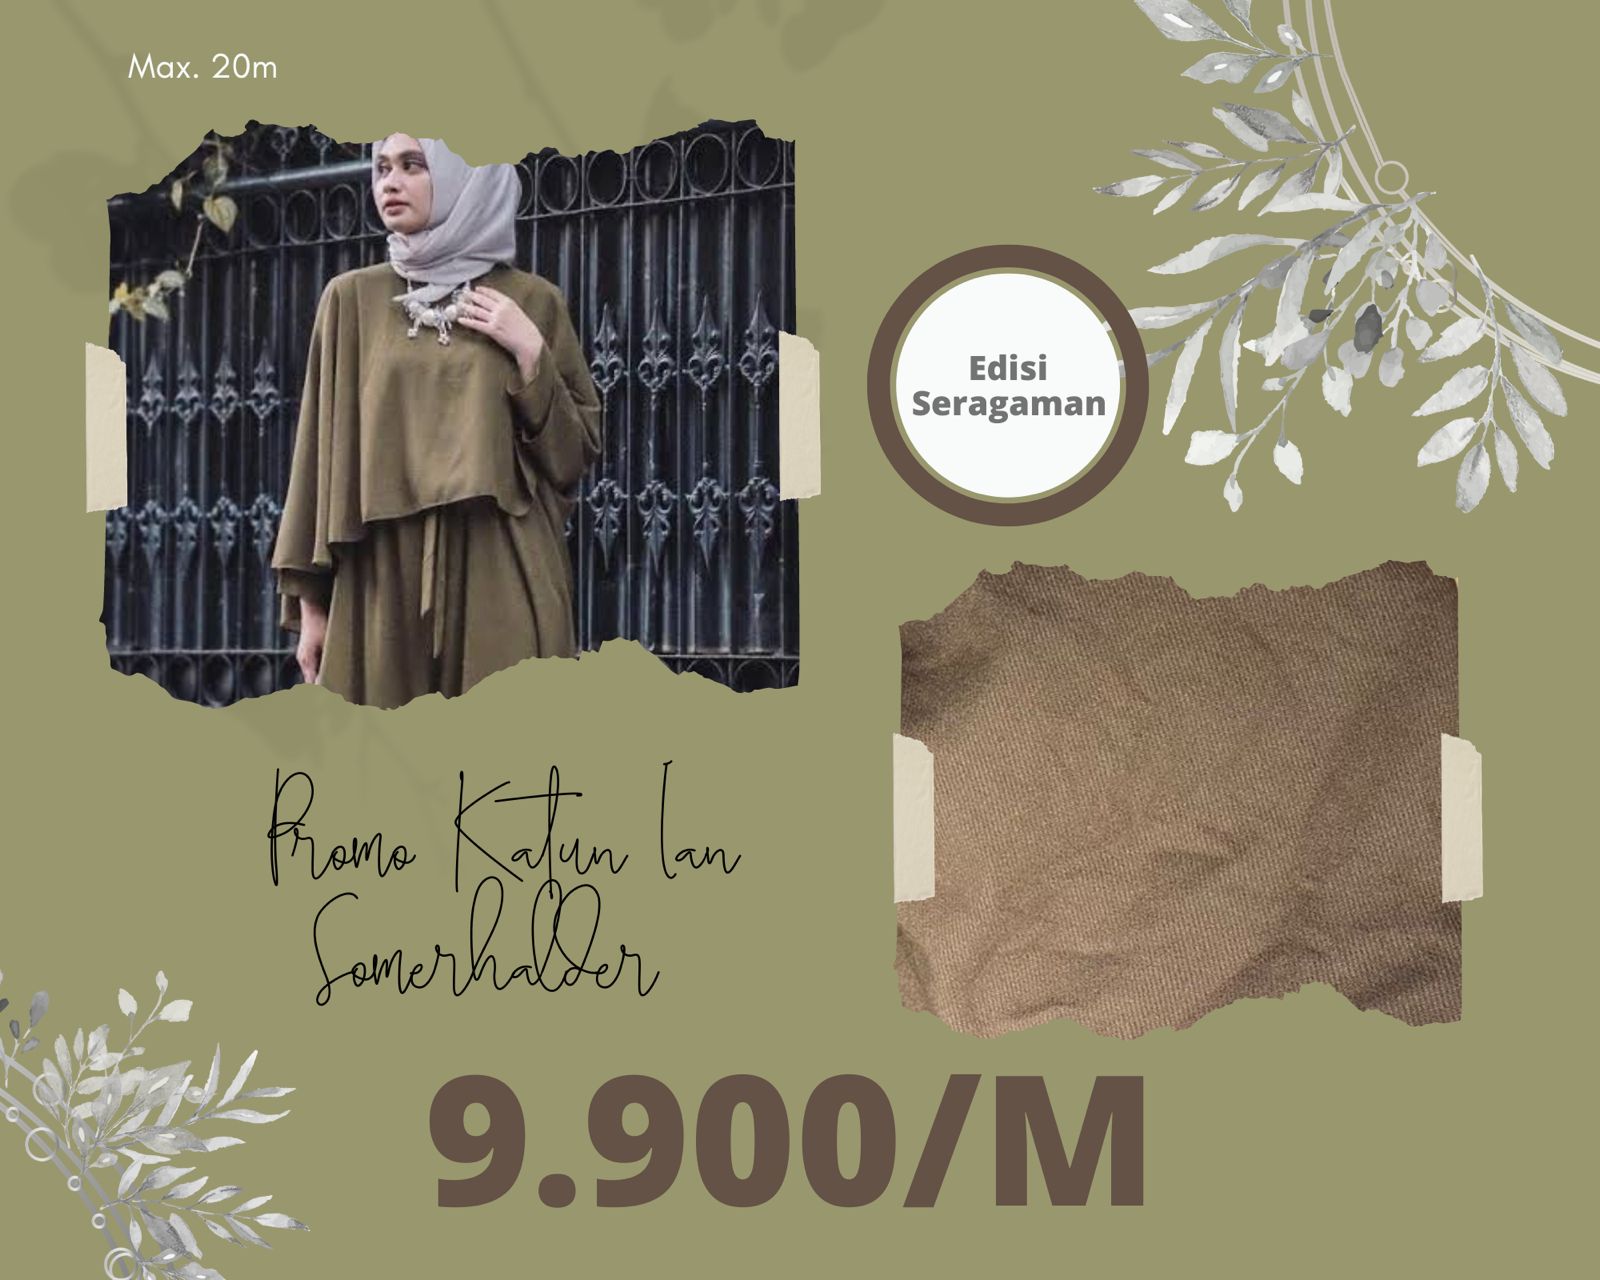 Max. 20m
Edisi
Seragaman
Promo Katun Ian
Somerhalder
9.900/M